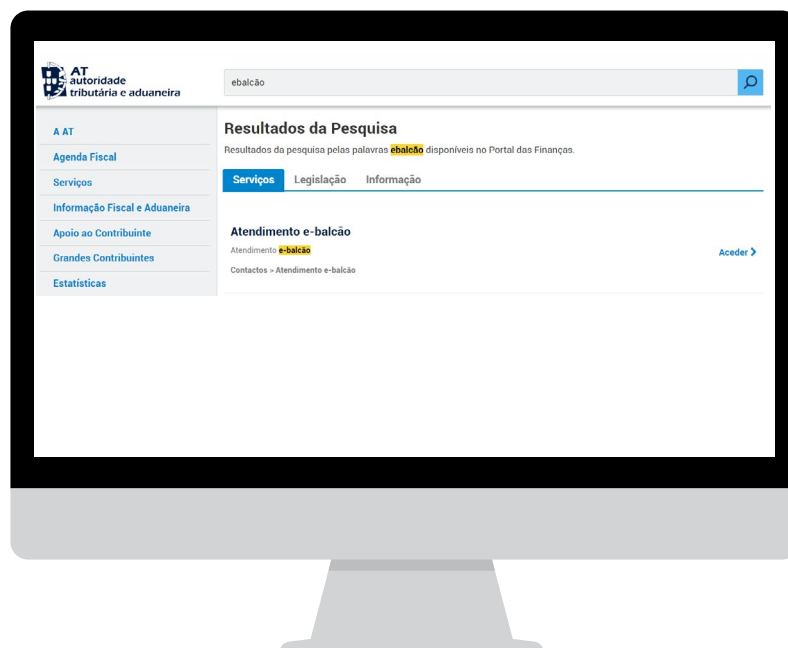 AT
autoridade
tributária e aduaneira
ebalcão
A AT
Agenda Fiscal
Serviços
Informação Fiscal e Aduaneira
Apoio ao Contribuinte
Grandes Contribuintes
Estatísticas
Resultados da Pesquisa
Resultados da pesquisa pelas palavras ebalcão disponíveis no Portal das Finanças.
Serviços Legislação Informação
Atendimento e-balcão
Atendimento e-balcão
Aceder
Contactos > Atendimento e-balcão